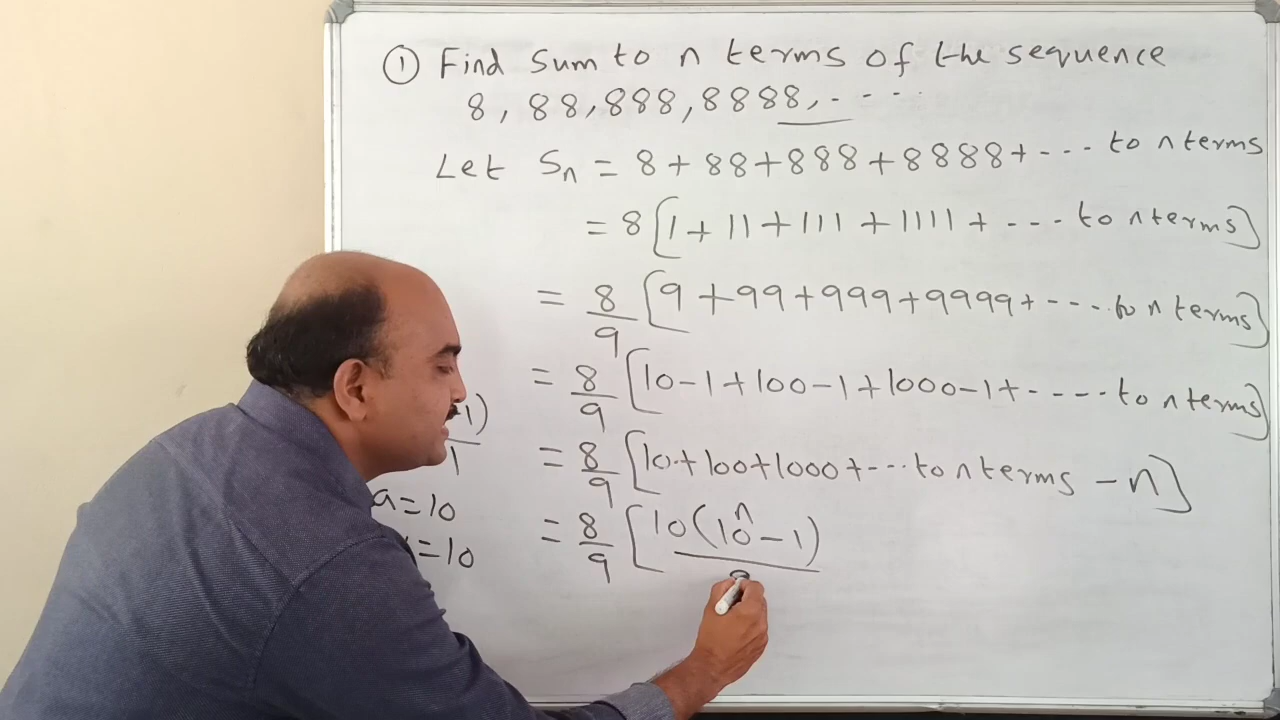 ① Find sum to n terms of the sequence
8, 88, 888, 8888, - - - -
Let Sₙ = 8 + 88 + 888 + 8888 + - - - to n terms
= 8 [1 + 11 + 111 + 1111 + - - - to n terms]
= 8/9 [9 + 99 + 999 + 9999 + - - - to n terms]
= 8/9 [10-1 + 100-1 + 1000-1 + - - - - - to n terms]
= 8/9 [10 + 100 + 1000 + - - - to n terms - n]
= 8/9 [10(10ⁿ-1)/
1)
1
a = 10
= 10